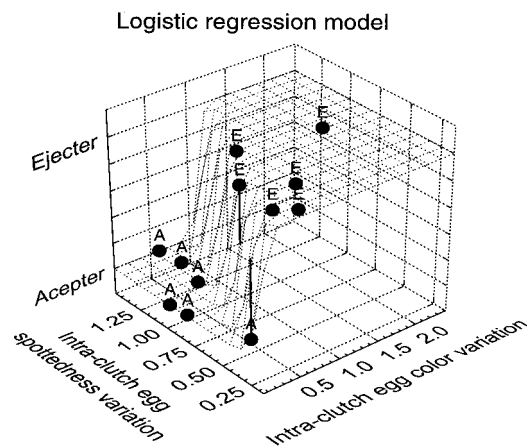 Logistic regression model
Ejecter
E
E
E
E
E
E
A
A
A
A
A
A
Acepter
1.25
1.00
0.75
0.50
0.25
0.5
1.0
1.5
2.0
Intra-clutch egg
spottedness variation
Intra-clutch egg color variation